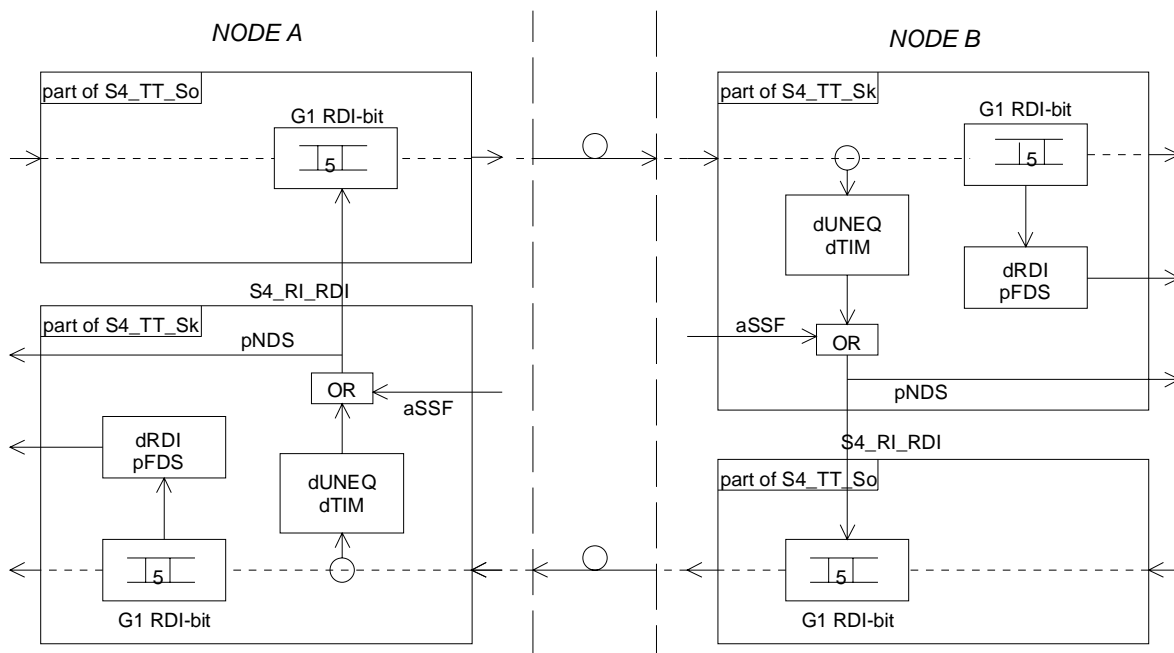 NODE A
part of S4_TT_So
G1 RDI-bit
5
S4_RI_RDI
part of S4_TT_Sk
pNDS
OR
aSSF
dRDI
pFDS
dUNEQ
dTIM
5
G1 RDI-bit
NODE B
part of S4_TT_Sk
G1 RDI-bit
5
dUNEQ
dTIM
dRDI
pFDS
aSSF
OR
pNDS
S4_RI_RDI
part of S4_TT_So
5
G1 RDI-bit